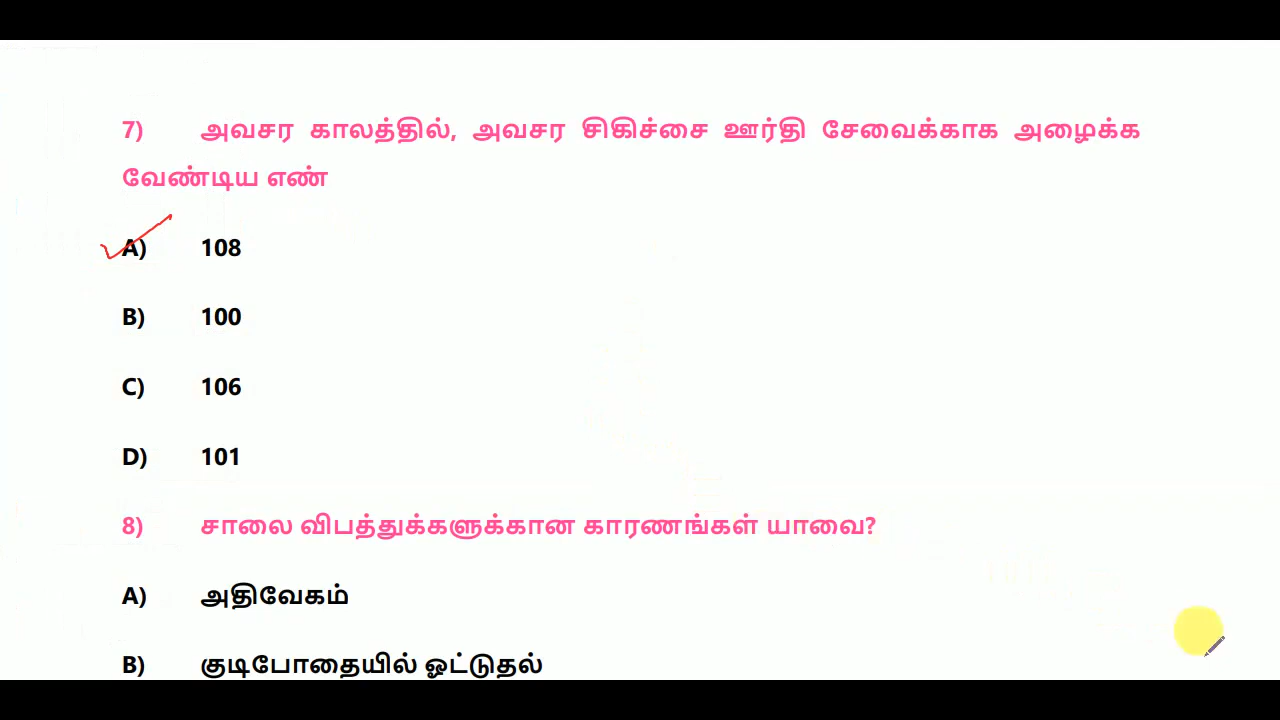 7) அவசர காலத்தில், அவசர சிகிச்சை ஊர்தி சேவைக்காக அழைக்க
வேண்டிய எண்
A) 108
B) 100
C) 106
D) 101
8) சாலை விபத்துக்களுக்கான காரணங்கள் யாவை?
A) அதிவேகம்
B) குடிபோதையில் ஓட்டுதல்